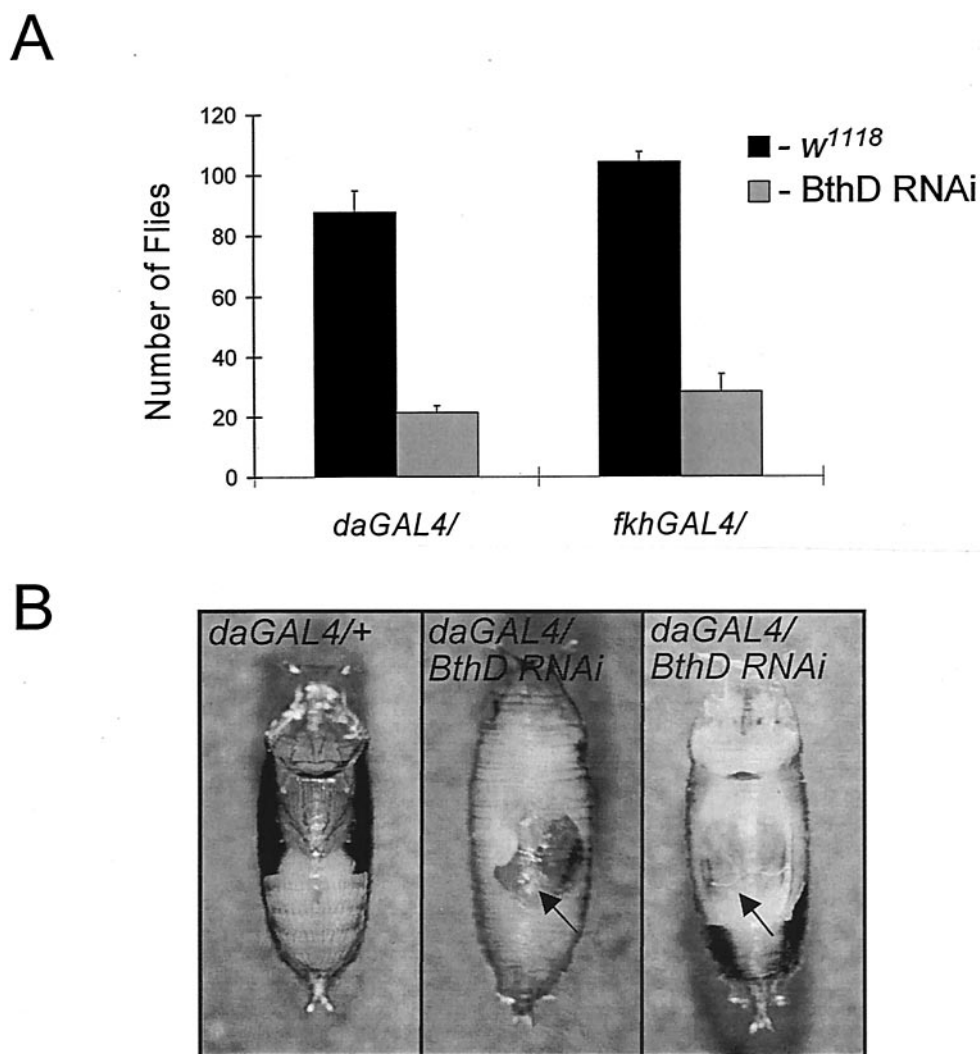 A
120
100
80
60
40
20
0
Number of Flies
- w1118
- BthD RNAi
daGAL4/
fkhGAL4/
B
daGAL4/+
daGAL4/
BthD RNAi
daGAL4/
BthD RNAi